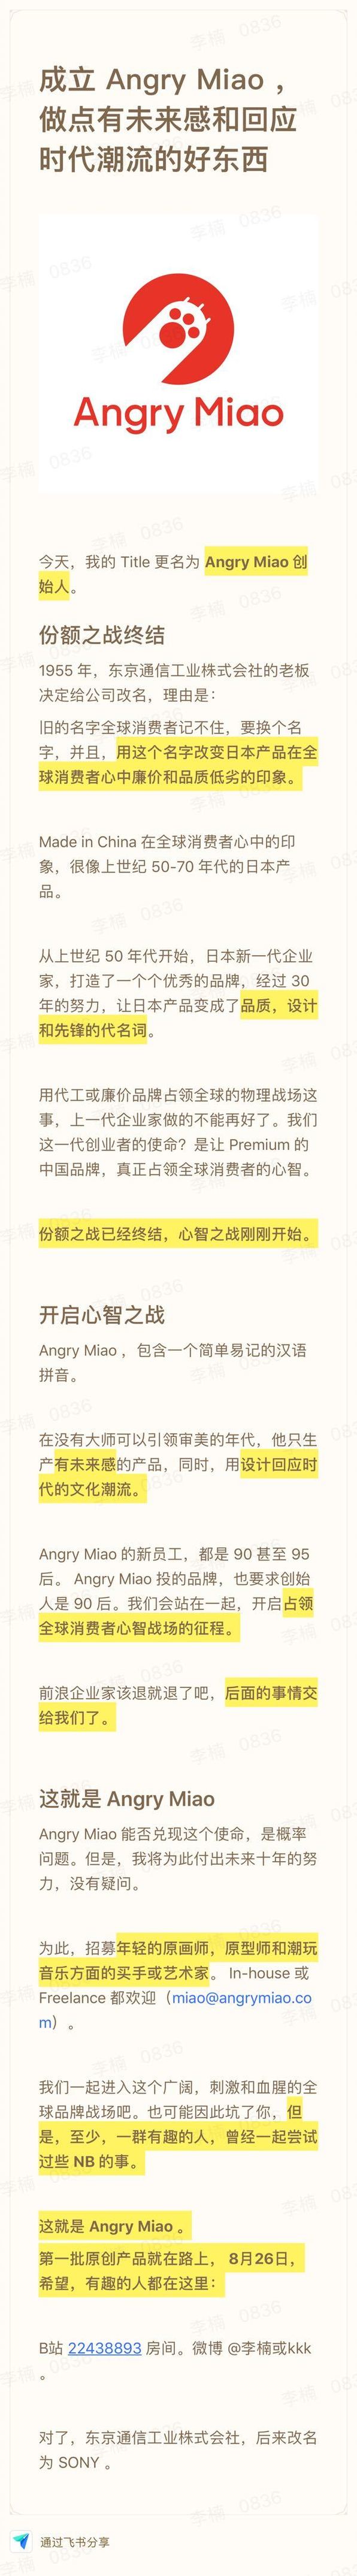 成立 Angry Miao ，
做点有未来感和回应
时代潮流的好东西
Angry Miao
今天，我的 Title 更名为 Angry Miao 创
始人。
份额之战终结
1955 年，东京通信工业株式会社的老板
决定给公司改名，理由是：
旧的名字全球消费者记不住，要换个名
字，并且，用这个名字改变日本产品在全
球消费者心中廉价和品质低劣的印象。
Made in China 在全球消费者心中的印
象，很像上世纪 50-70 年代的日本产
品。
从上世纪 50 年代开始，日本新一代企业
家，打造了一个个优秀的品牌，经过 30
年的努力，让日本产品变成了品质，设计
和先锋的代名词。
用代工或廉价品牌占领全球的物理战场这
事，上一代企业家做的不能再好了。我们
这一代创业者的使命？是让 Premium 的
中国品牌，真正占领全球消费者的心智。
份额之战已经终结，心智之战刚刚开始。
开启心智之战
Angry Miao ，包含一个简单易记的汉语
拼音。
在没有大师可以引领审美的年代，他只生
产有未来感的产品，同时，用设计回应时
代的文化潮流。
Angry Miao 的新员工，都是 90 甚至 95
后。 Angry Miao 投的品牌，也要求创始
人是 90 后。我们会站在一起，开启占领
全球消费者心智战场的征程。
前浪企业家该退就退了吧，后面的事情交
给我们了。
这就是 Angry Miao
Angry Miao 能否兑现这个使命，是概率
问题。但是，我将为此付出未来十年的努
力，没有疑问。
为此，招募年轻的原画师，原型师和潮玩
音乐方面的买手或艺术家。 In-house 或
Freelance 都欢迎（miao@angrymiao.co
m）。
我们一起进入这个广阔，刺激和血腥的全
球品牌战场吧。也可能因此坑了你，但
是，至少，一群有趣的人，曾经一起尝试
过些 NB 的事。
这就是 Angry Miao 。
第一批原创产品就在路上， 8月26日，
希望，有趣的人都在这里：
B站 22438893 房间。微博 @李楠或kkk
。
对了，东京通信工业株式会社，后来改名
为 SONY 。
通过飞书分享
李楠 0836